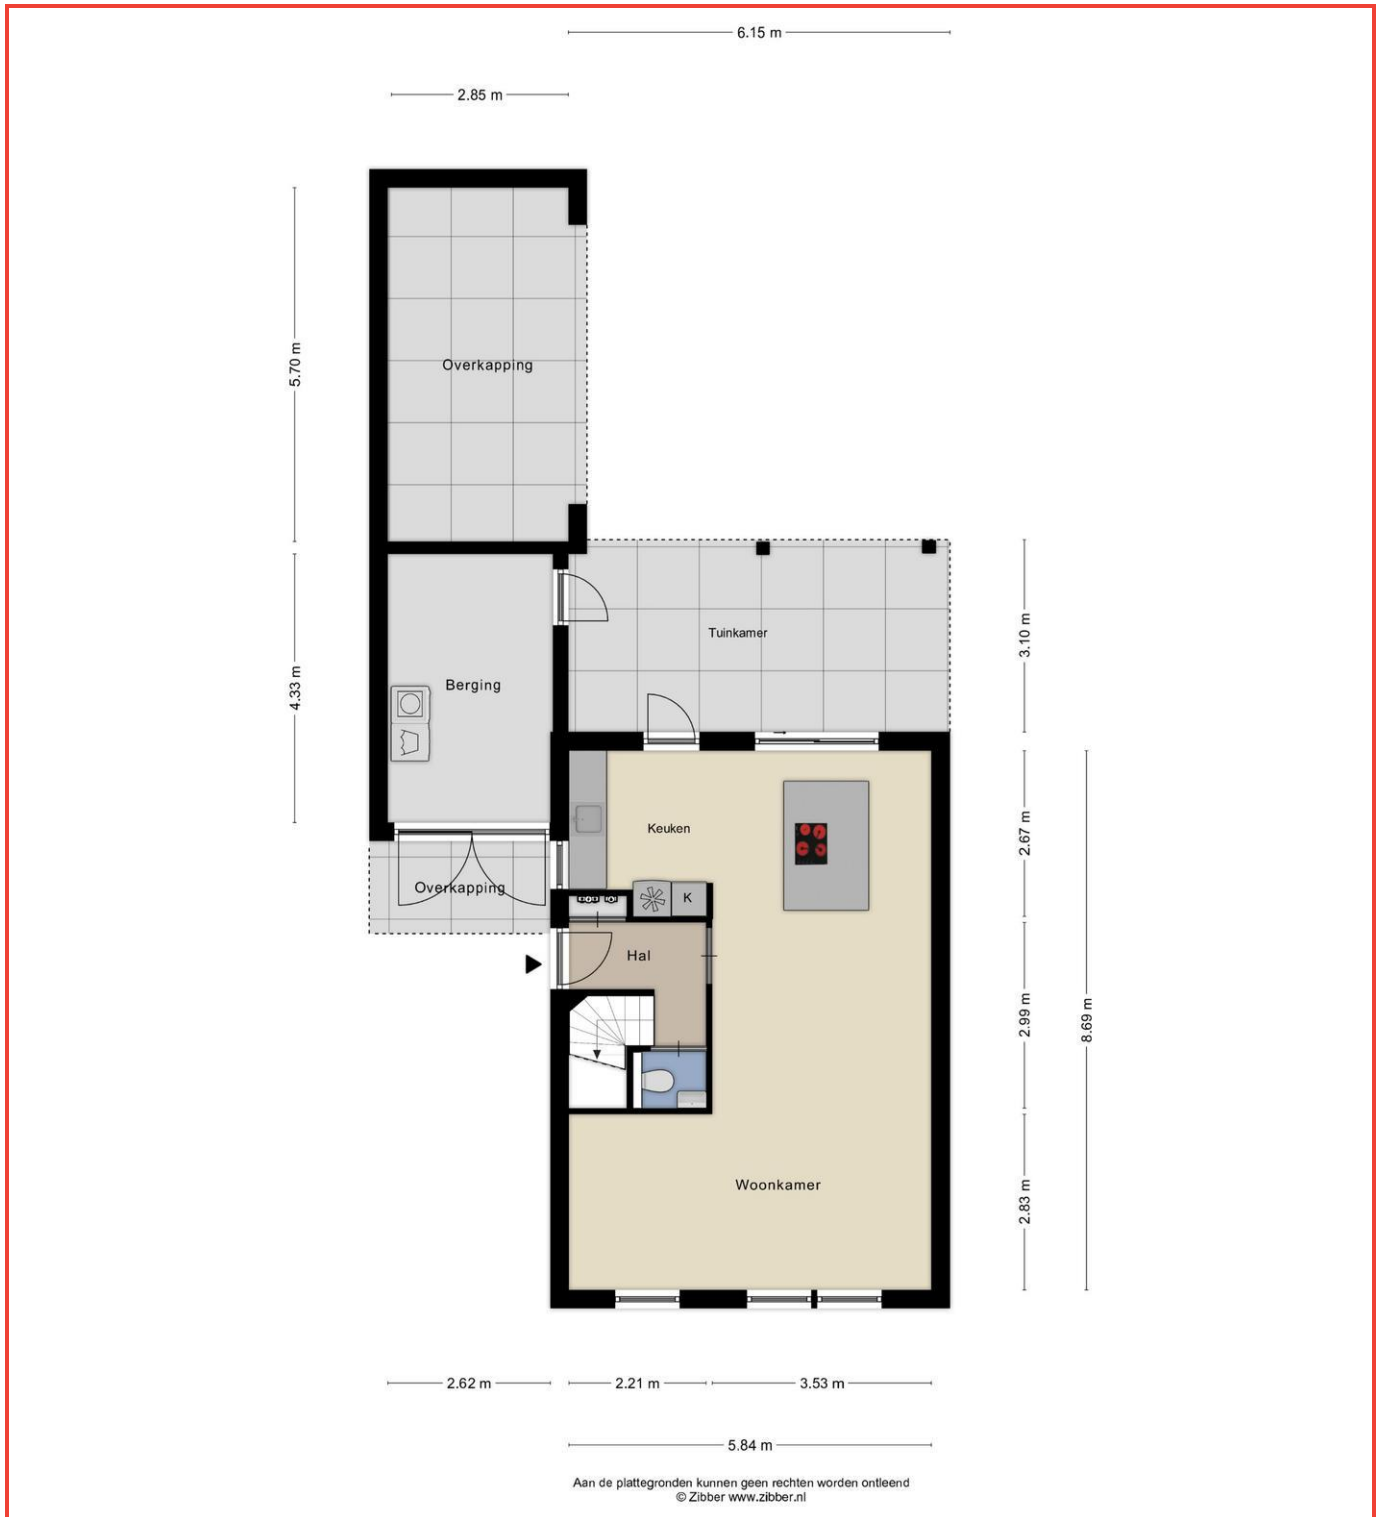 6.15 m
2.85 m
5.70 m
Overkapping
3.10 m
Tuinkamer
4.33 m
Berging
2.67 m
Keuken
Overkapping
K
Hal
2.99 m
8.69 m
Woonkamer
2.83 m
2.62 m
2.21 m
3.53 m
5.84 m
Aan de plattegronden kunnen geen rechten worden ontleend
© Zibber www.zibber.nl